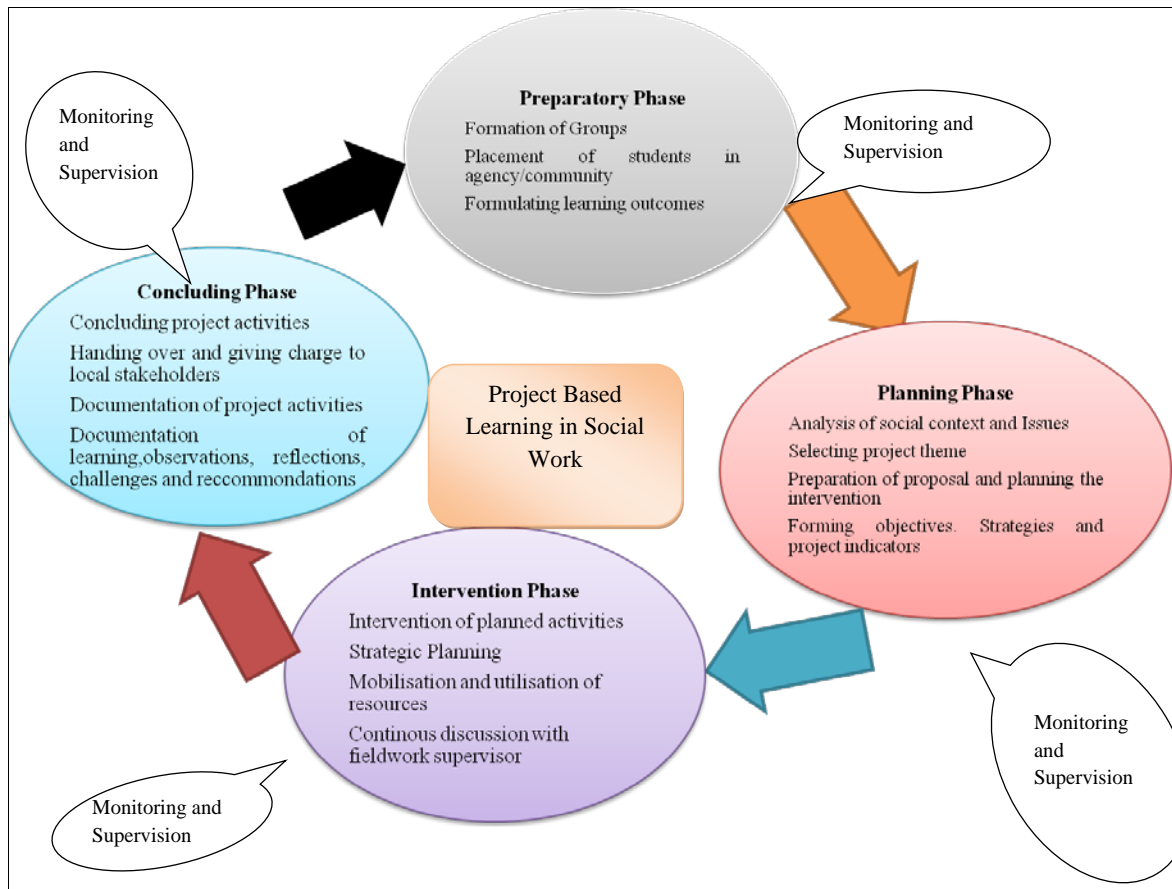 Preparatory Phase
Formation of Groups
Placement of students in
agency/community
Formulating learning outcomes
Monitoring and
Supervision
Planning Phase
Analysis of social context and Issues
Selecting project theme
Preparation of proposal and planning the
intervention
Forming objectives. Strategies and
project indicators
Monitoring
and
Supervision
Intervention Phase
Intervention of planned activities
Strategic Planning
Mobilisation and utilisation of
resources
Continous discussion with
fieldwork supervisor
Monitoring and
Supervision
Concluding Phase
Concluding project activities
Handing over and giving charge to
local stakeholders
Documentation of project activities
Documentation of
learning,observations, reflections,
challenges and reccommondations
Monitoring
and
Supervision
Project Based
Learning in Social
Work